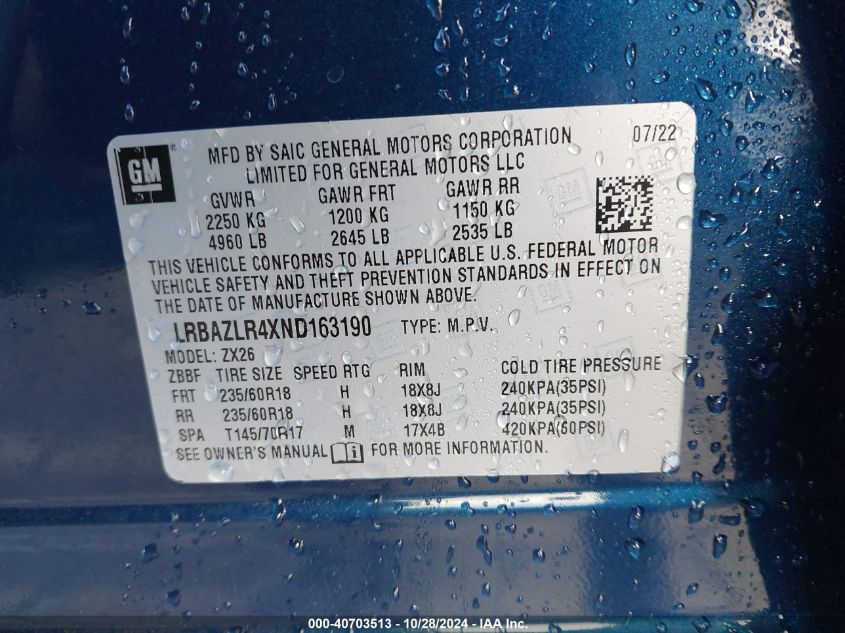 GM
MFD BY SAIC GENERAL MOTORS CORPORATION 07/22
LIMITED FOR GENERAL MOTORS LLC
GVWR GAWR FRT GAWR RR
2250 KG 1200 KG 1150 KG
4960 LB 2645 LB 2535 LB
THIS VEHICLE CONFORMS TO ALL APPLICABLE U.S. FEDERAL MOTOR
VEHICLE SAFETY AND THEFT PREVENTION STANDARDS IN EFFECT ON
THE DATE OF MANUFACTURE SHOWN ABOVE.
LRBAZLR4XND163190 TYPE: M.P.V.
MODEL: ZX26
ZBBF TIRE SIZE SPEED RTG RIM COLD TIRE PRESSURE
FRT 235/60R18 H 18X8J 240KPA(35PSI)
RR 235/60R18 H 18X8J 240KPA(35PSI)
SPA T145/70R17 M 17X4B 420KPA(60PSI)
SEE OWNER'S MANUAL FOR MORE INFORMATION.
000-40703513 - 10/28/2024 - IAA Inc.